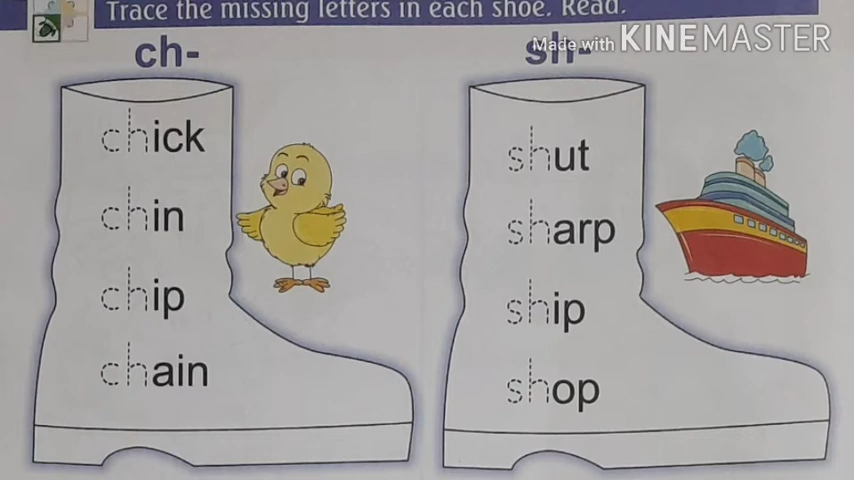 Trace the missing letters in each shoe. Read.
Made with KINEMASTER
ch-
chick
chin
chip
chain
sh-
shut
sharp
ship
shop